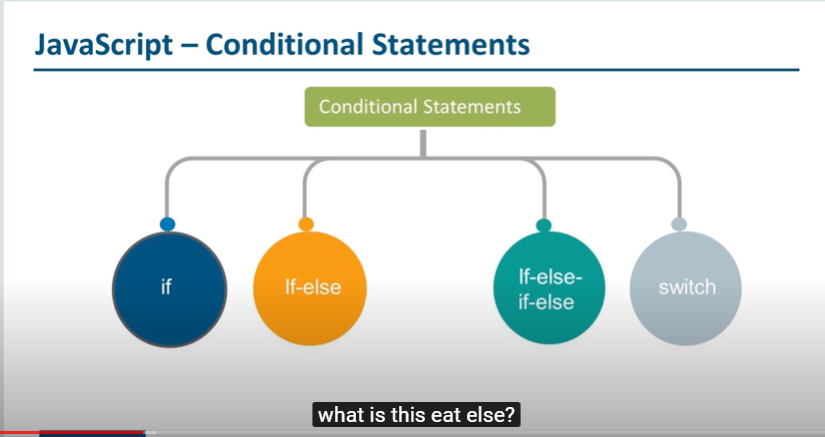 JavaScript – Conditional Statements
Conditional Statements
if
If-else
If-else-
if-else
switch
what is this eat else?